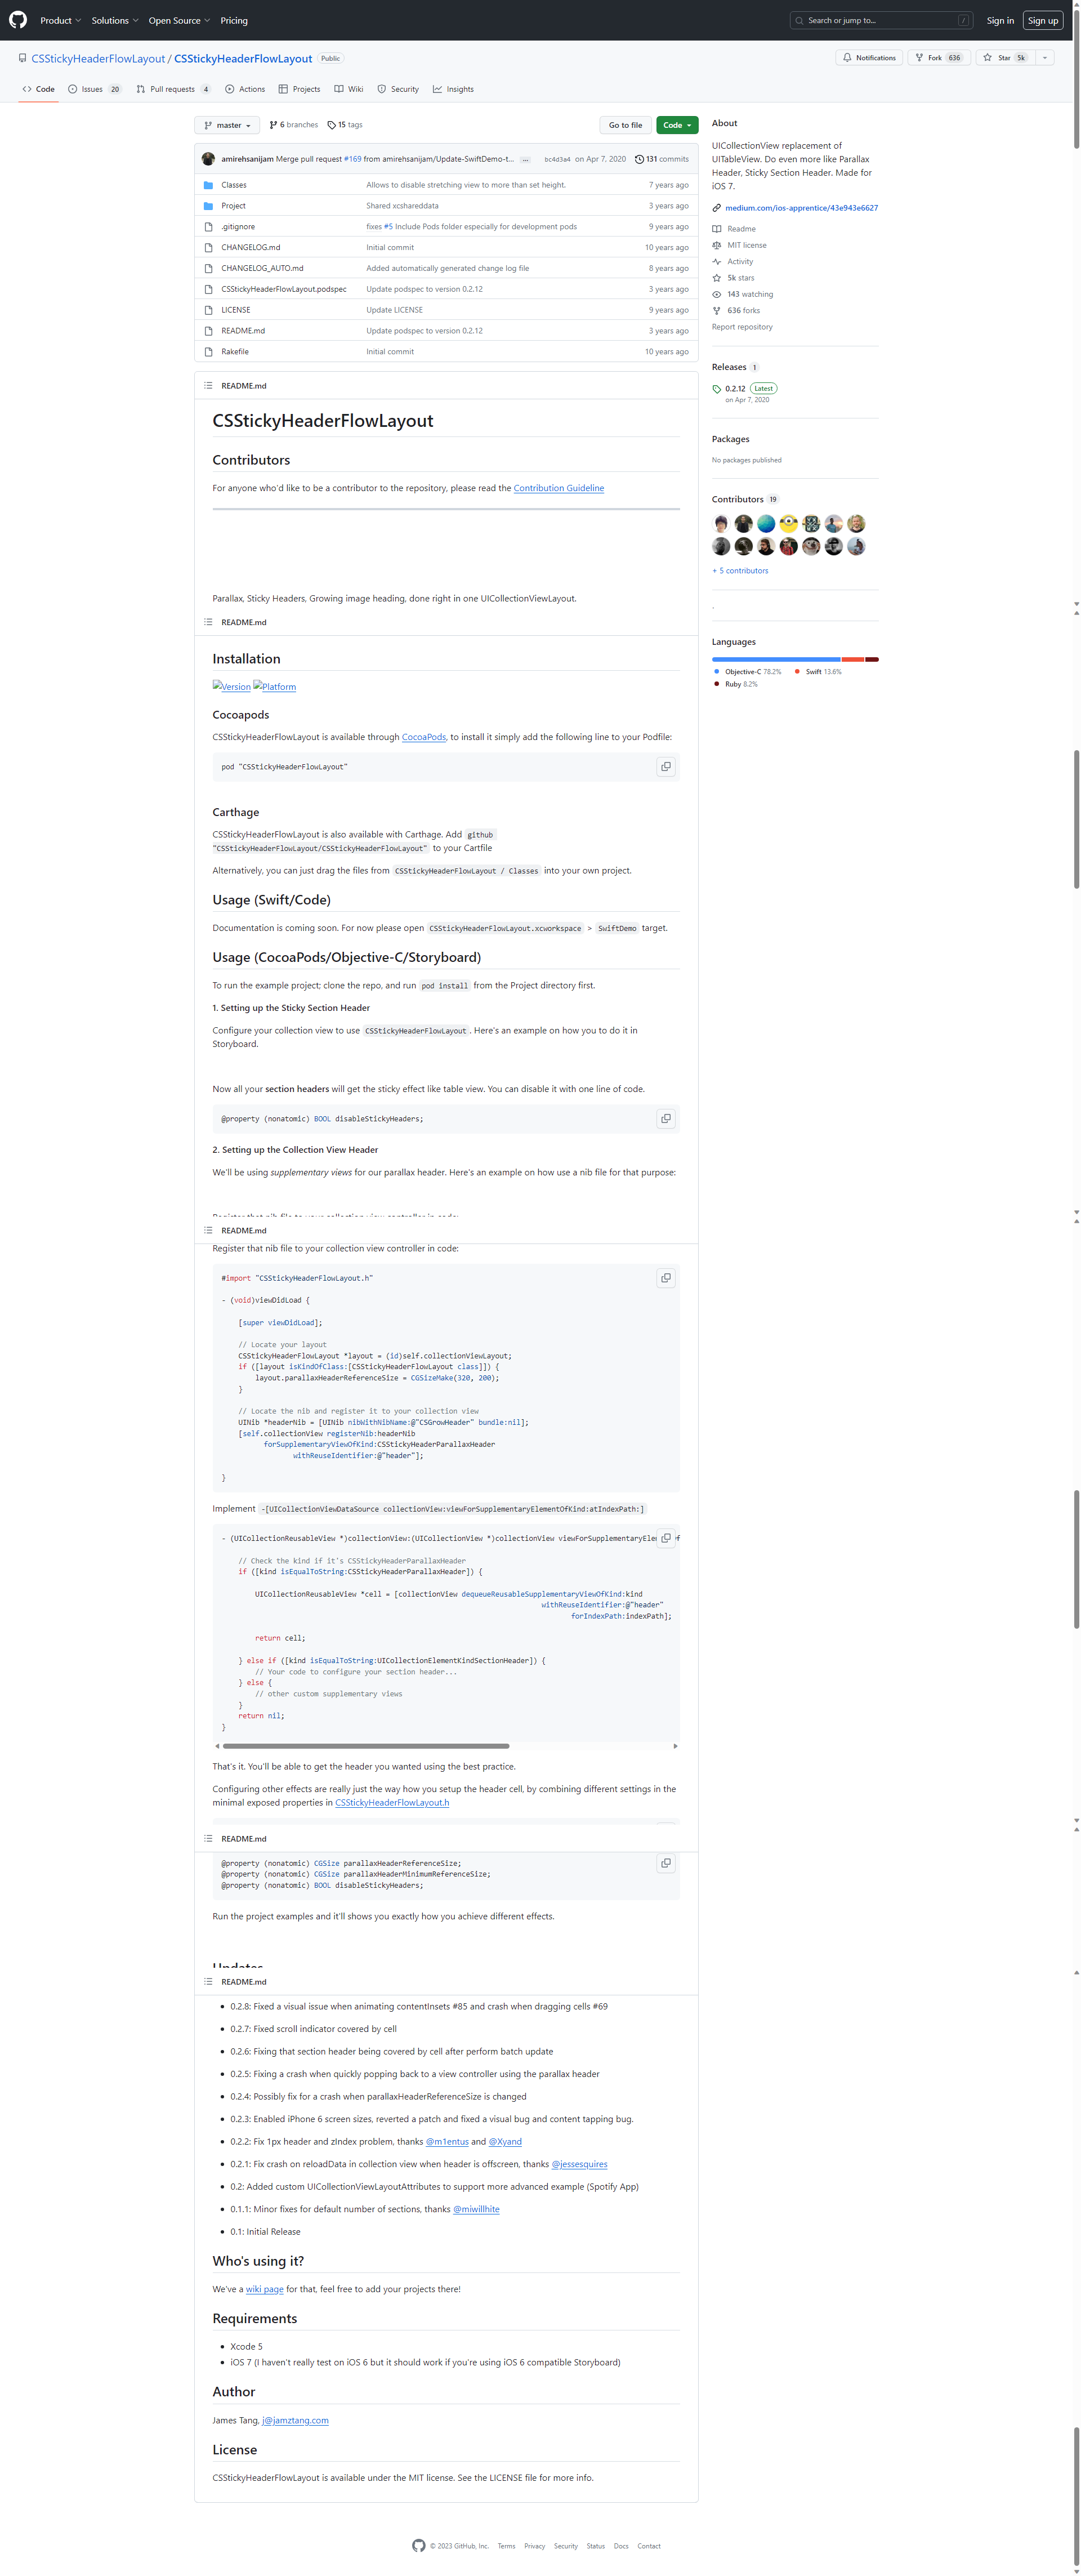 Product Solutions Open Source Pricing Search or jump to... / Sign in Sign up
CSStickyHeaderFlowLayout / CSStickyHeaderFlowLayout Public Notifications Fork 636 Star 5k
Code Issues 20 Pull requests 4 Actions Projects Wiki Security Insights
master 6 branches 15 tags Go to file Code
amirehsanijam Merge pull request #169 from amirehsanijam/Update-SwiftDemo-t... ... bc4d3a4 on Apr 7, 2020 131 commits
Classes Allows to disable stretching view to more than set height. 7 years ago
Project Shared xcshareddata 3 years ago
.gitignore fixes #5 Include Pods folder especially for development pods 9 years ago
CHANGELOG.md Initial commit 10 years ago
CHANGELOG_AUTO.md Added automatically generated change log file 8 years ago
CSStickyHeaderFlowLayout.podspec Update podspec to version 0.2.12 3 years ago
LICENSE Update LICENSE 9 years ago
README.md Update podspec to version 0.2.12 3 years ago
Rakefile Initial commit 10 years ago
About
UICollectionView replacement of
UITableView. Do even more like Parallax
Header, Sticky Section Header. Made for
iOS 7.
medium.com/ios-apprentice/43e943e6627
Readme
MIT license
Activity
5k stars
143 watching
636 forks
Report repository
Releases 1
0.2.12 Latest
on Apr 7, 2020
Packages
No packages published
Contributors 19
+ 5 contributors
.
Languages
Objective-C 78.2% Swift 13.6%
Ruby 8.2%
README.md
CSStickyHeaderFlowLayout
Contributors
For anyone who'd like to be a contributor to the repository, please read the Contribution Guideline
Parallax, Sticky Headers, Growing image heading, done right in one UICollectionViewLayout.
README.md
Installation
Version Platform
Cocoapods
CSStickyHeaderFlowLayout is available through CocoaPods, to install it simply add the following line to your Podfile:
pod "CSStickyHeaderFlowLayout"
Carthage
CSStickyHeaderFlowLayout is also available with Carthage. Add github
"CSStickyHeaderFlowLayout/CSStickyHeaderFlowLayout" to your Cartfile
Alternatively, you can just drag the files from CSStickyHeaderFlowLayout / Classes into your own project.
Usage (Swift/Code)
Documentation is coming soon. For now please open CSStickyHeaderFlowLayout.xcworkspace > SwiftDemo target.
Usage (CocoaPods/Objective-C/Storyboard)
To run the example project; clone the repo, and run pod install from the Project directory first.
1. Setting up the Sticky Section Header
Configure your collection view to use CSStickyHeaderFlowLayout. Here's an example on how you to do it in
Storyboard.
Now all your section headers will get the sticky effect like table view. You can disable it with one line of code.
@property (nonatomic) BOOL disableStickyHeaders;
2. Setting up the Collection View Header
We'll be using supplementary views for our parallax header. Here's an example on how use a nib file for that purpose:
Register that nib file to your collection view controller in code:
README.md
Register that nib file to your collection view controller in code:
#import "CSStickyHeaderFlowLayout.h"
- (void)viewDidLoad {
[super viewDidLoad];
// Locate your layout
CSStickyHeaderFlowLayout *layout = (id)self.collectionViewLayout;
if ([layout isKindOfClass:[CSStickyHeaderFlowLayout class]]) {
layout.parallaxHeaderReferenceSize = CGSizeMake(320, 200);
}
// Locate the nib and register it to your collection view
UINib *headerNib = [UINib nibWithNibName:@"CSGrowHeader" bundle:nil];
[self.collectionView registerNib:headerNib
forSupplementaryViewOfKind:CSStickyHeaderParallaxHeader
withReuseIdentifier:@"header"];
}
Implement -[UICollectionViewDataSource collectionView:viewForSupplementaryElementOfKind:atIndexPath:]
- (UICollectionReusableView *)collectionView:(UICollectionView *)collectionView viewForSupplementaryElementOf
// Check the kind if it's CSStickyHeaderParallaxHeader
if ([kind isEqualToString:CSStickyHeaderParallaxHeader]) {
UICollectionReusableView *cell = [collectionView dequeueReusableSupplementaryViewOfKind:kind
withReuseIdentifier:@"header"
forIndexPath:indexPath];
return cell;
} else if ([kind isEqualToString:UICollectionElementKindSectionHeader]) {
// Your code to configure your section header...
} else {
// other custom supplementary views
}
return nil;
}
That's it. You'll be able to get the header you wanted using the best practice.
Configuring other effects are really just the way how you setup the header cell, by combining different settings in the
minimal exposed properties in CSStickyHeaderFlowLayout.h
README.md
@property (nonatomic) CGSize parallaxHeaderReferenceSize;
@property (nonatomic) CGSize parallaxHeaderMinimumReferenceSize;
@property (nonatomic) BOOL disableStickyHeaders;
Run the project examples and it'll shows you exactly how you achieve different effects.
Updates
README.md
0.2.8: Fixed a visual issue when animating contentInsets #85 and crash when dragging cells #69
0.2.7: Fixed scroll indicator covered by cell
0.2.6: Fixing that section header being covered by cell after perform batch update
0.2.5: Fixing a crash when quickly popping back to a view controller using the parallax header
0.2.4: Possibly fix for a crash when parallaxHeaderReferenceSize is changed
0.2.3: Enabled iPhone 6 screen sizes, reverted a patch and fixed a visual bug and content tapping bug.
0.2.2: Fix 1px header and zIndex problem, thanks @m1entus and @Xyand
0.2.1: Fix crash on reloadData in collection view when header is offscreen, thanks @jessesquires
0.2: Added custom UICollectionViewLayoutAttributes to support more advanced example (Spotify App)
0.1.1: Minor fixes for default number of sections, thanks @miwillhite
0.1: Initial Release
Who's using it?
We've a wiki page for that, feel free to add your projects there!
Requirements
Xcode 5
iOS 7 (I haven't really test on iOS 6 but it should work if you're using iOS 6 compatible Storyboard)
Author
James Tang, j@jamztang.com
License
CSStickyHeaderFlowLayout is available under the MIT license. See the LICENSE file for more info.
© 2023 GitHub, Inc. Terms Privacy Security Status Docs Contact